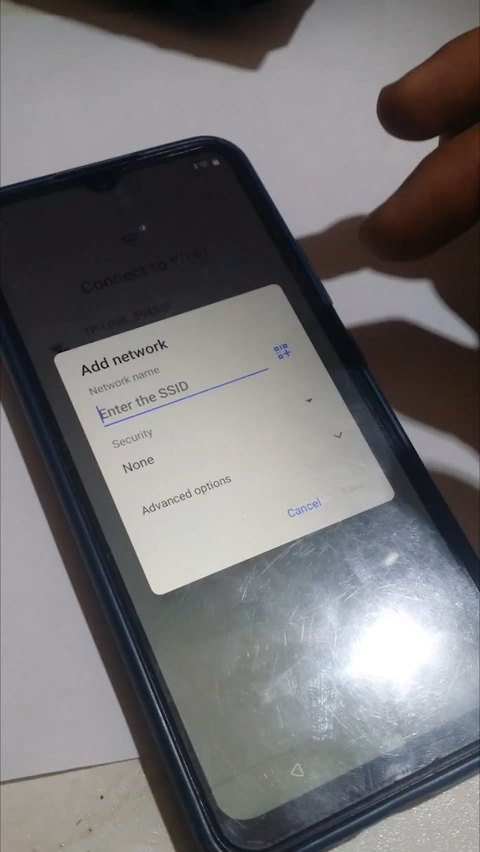 Connect to Wi-Fi
Add network
Network name
Enter the SSID
Security
None
Advanced options
Cancel